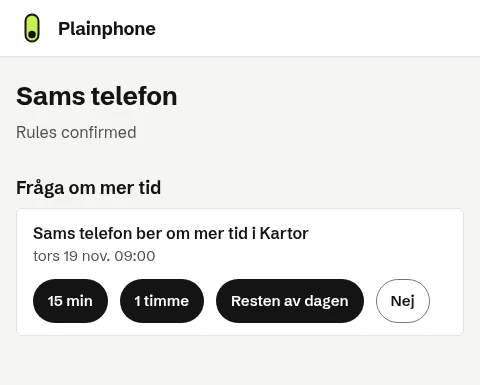 Plainphone
Sams telefon
Rules confirmed
Fråga om mer tid
Sams telefon ber om mer tid i Kartor
tors 19 nov. 09:00
15 min 1 timme Resten av dagen Nej